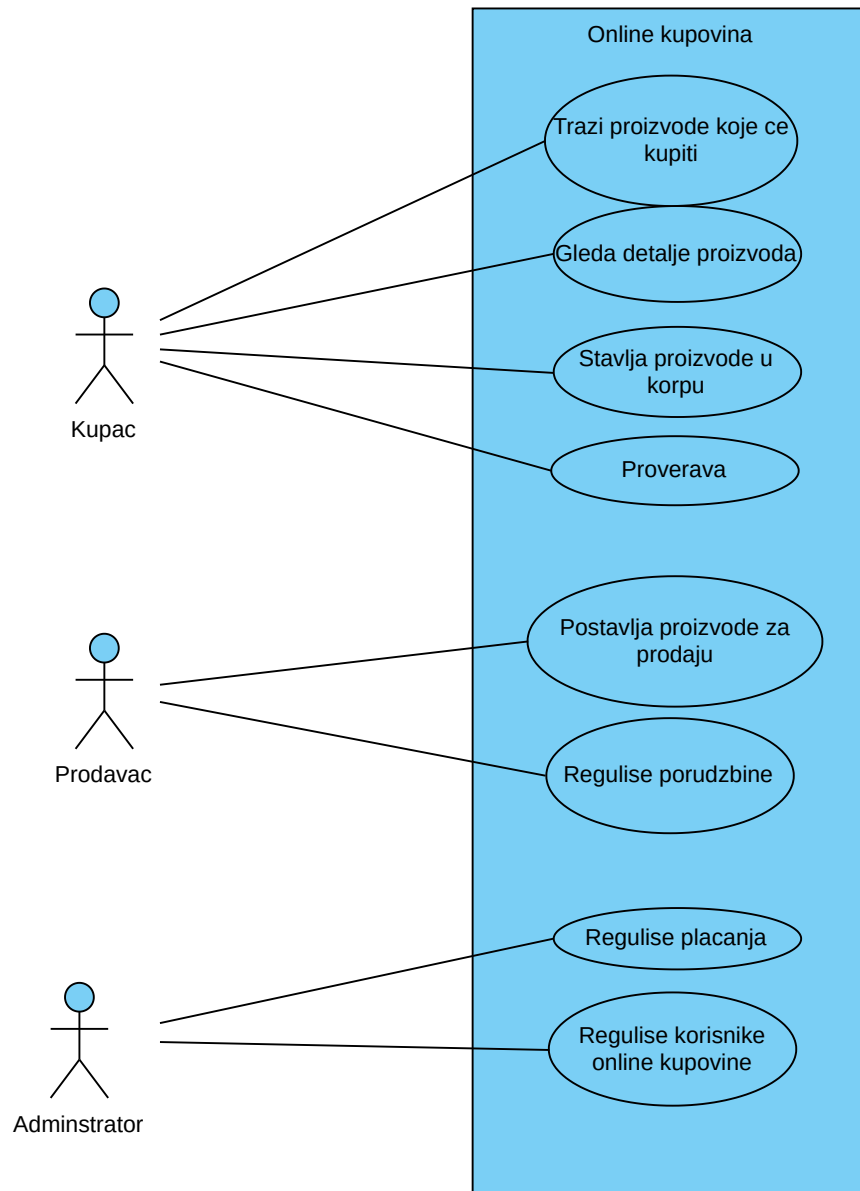 Online kupovina
Trazi proizvode koje ce
kupiti
Gleda detalje proizvoda
Stavlja proizvode u
korpu
Kupac
Proverava
Postavlja proizvode za
prodaju
Prodavac
Regulise porudzbine
Regulise placanja
Regulise korisnike
online kupovine
Adminstrator